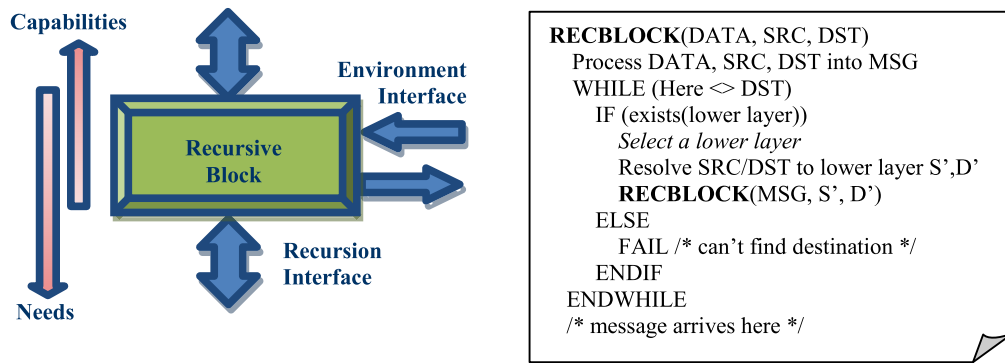 Capabilities
Environment
Interface
Recursive
Block
Recursion
Interface
Needs
RECBLOCK(DATA, SRC, DST)
Process DATA, SRC, DST into MSG
WHILE (Here <> DST)
IF (exists(lower layer))
Select a lower layer
Resolve SRC/DST to lower layer S’,D’
RECBLOCK(MSG, S’, D’)
ELSE
FAIL /* can’t find destination */
ENDIF
ENDWHILE
/* message arrives here */